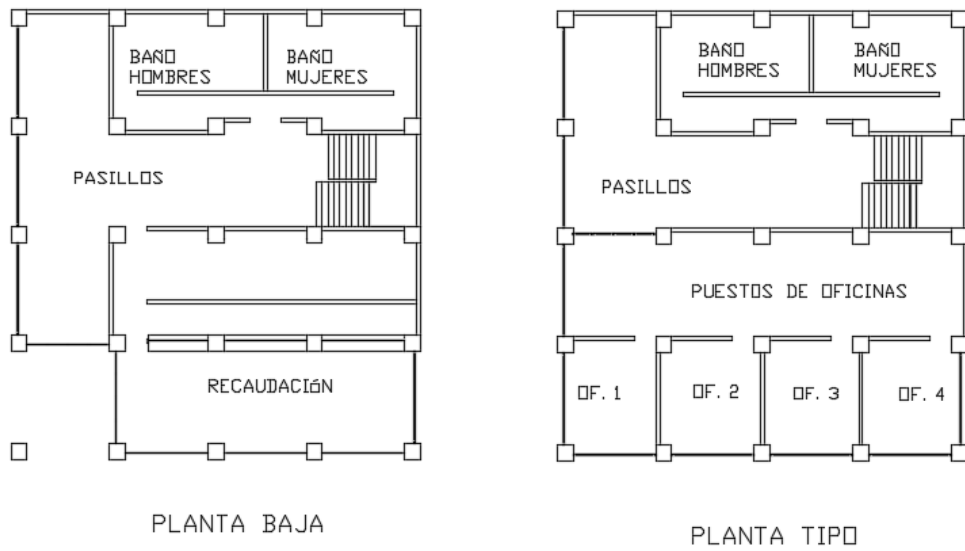 BAÑO
HOMBRES
BAÑO
MUJERES
PASILLOS
RECAUDACIóN
PLANTA BAJA
BAÑO
HOMBRES
BAÑO
MUJERES
PASILLOS
PUESTOS DE OFICINAS
OF. 1
OF. 2
OF. 3
OF. 4
PLANTA TIPO